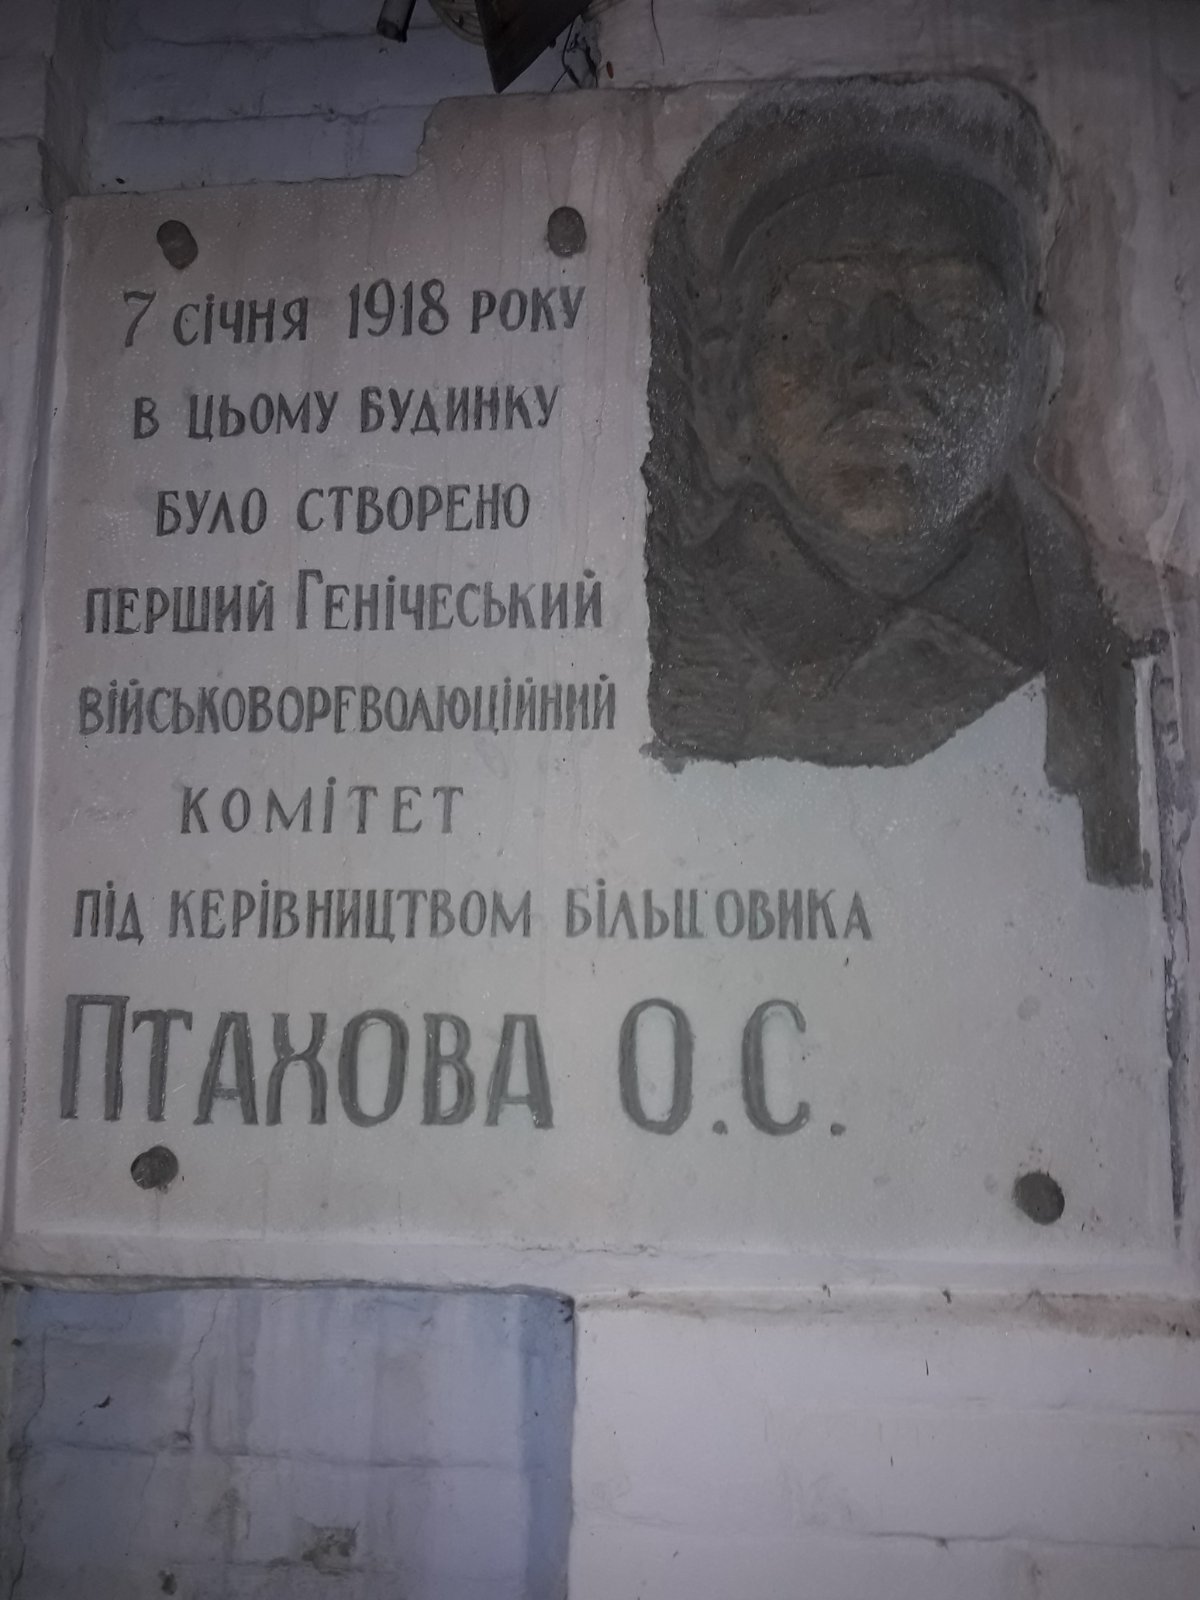 7 січня 1918 року
в цьому будинку
було створено
перший Генічеський
військовореволюційний
комітет
під керівництвом більшовика
Птахова О.С.